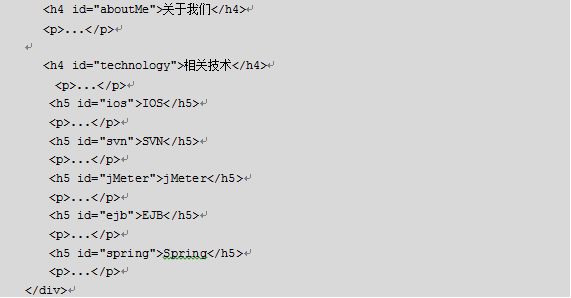 <h4 id="aboutMe">关于我们</h4>
<p>...</p>
<h4 id="technology">相关技术</h4>
<p>...</p>
<h5 id="ios">IOS</h5>
<p>...</p>
<h5 id="svn">SVN</h5>
<p>...</p>
<h5 id="jMeter">jMeter</h5>
<p>...</p>
<h5 id="ejb">EJB</h5>
<p>...</p>
<h5 id="spring">Spring</h5>
<p>...</p>
</div>